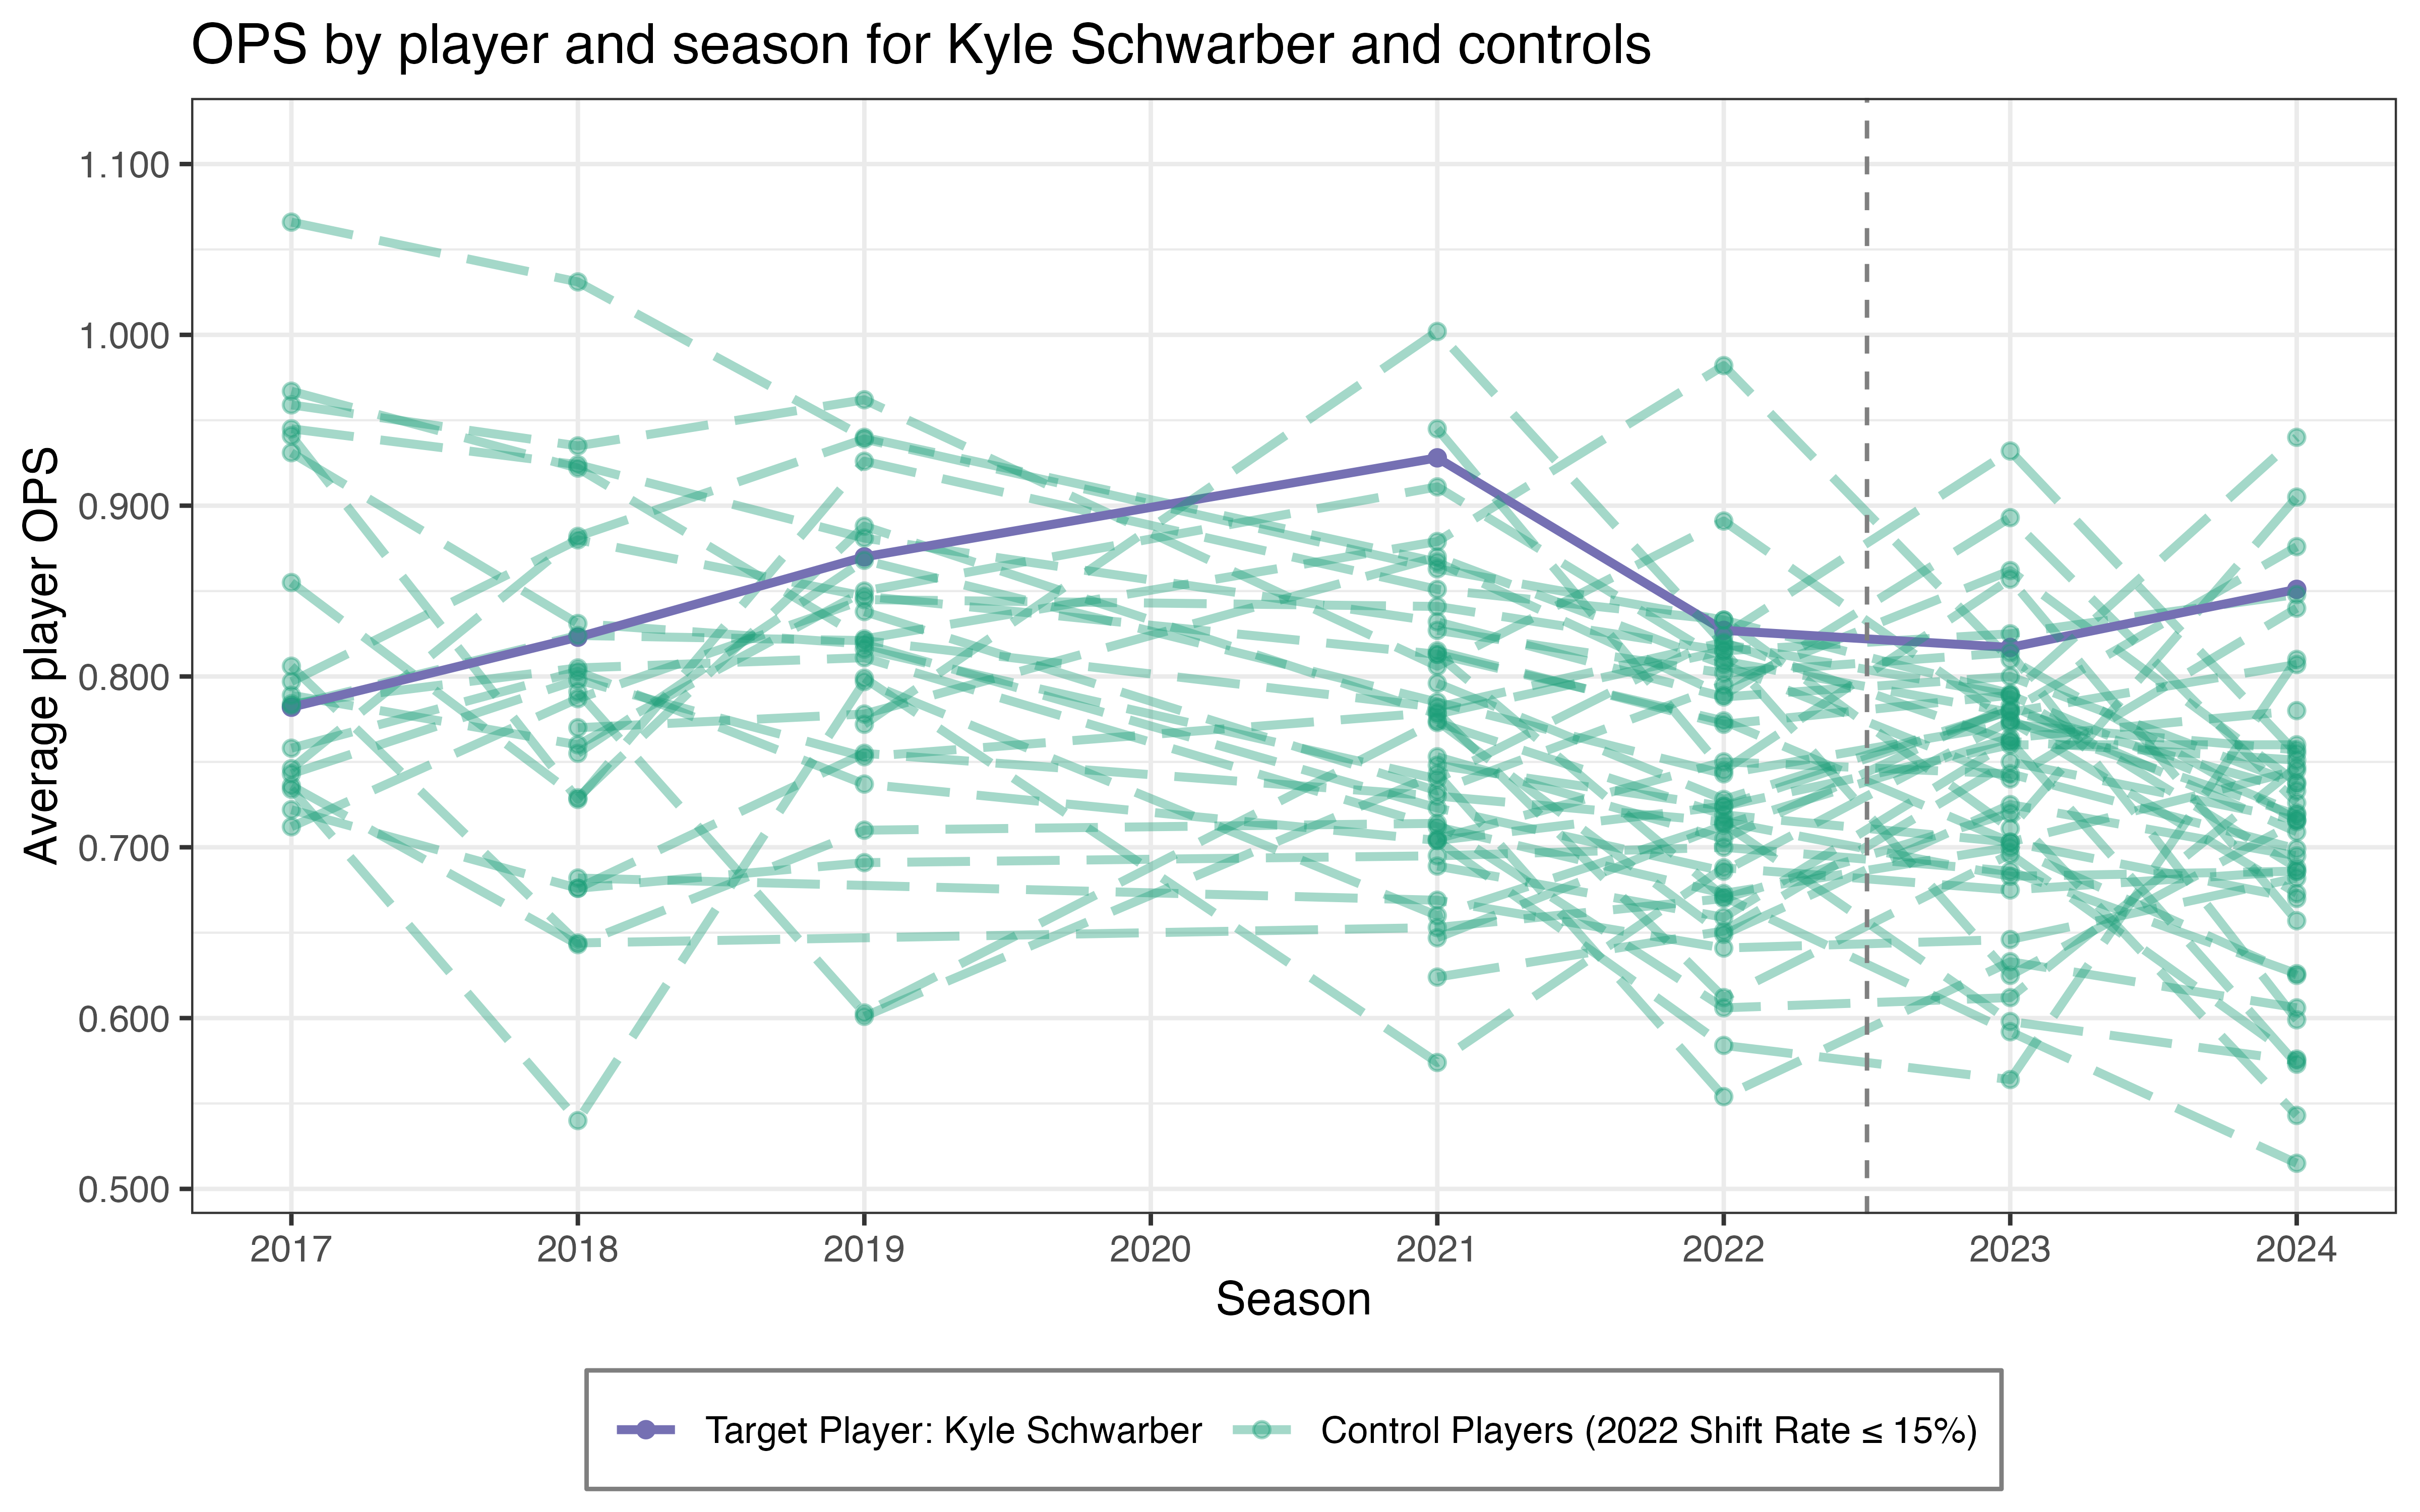 OPS by player and season for Kyle Schwarber and controls
Average player OPS
1.100
1.000
0.900
0.800
0.700
0.600
0.500
2017 2018 2019 2020 2021 2022 2023 2024
Season
Target Player: Kyle Schwarber Control Players (2022 Shift Rate ≤ 15%)